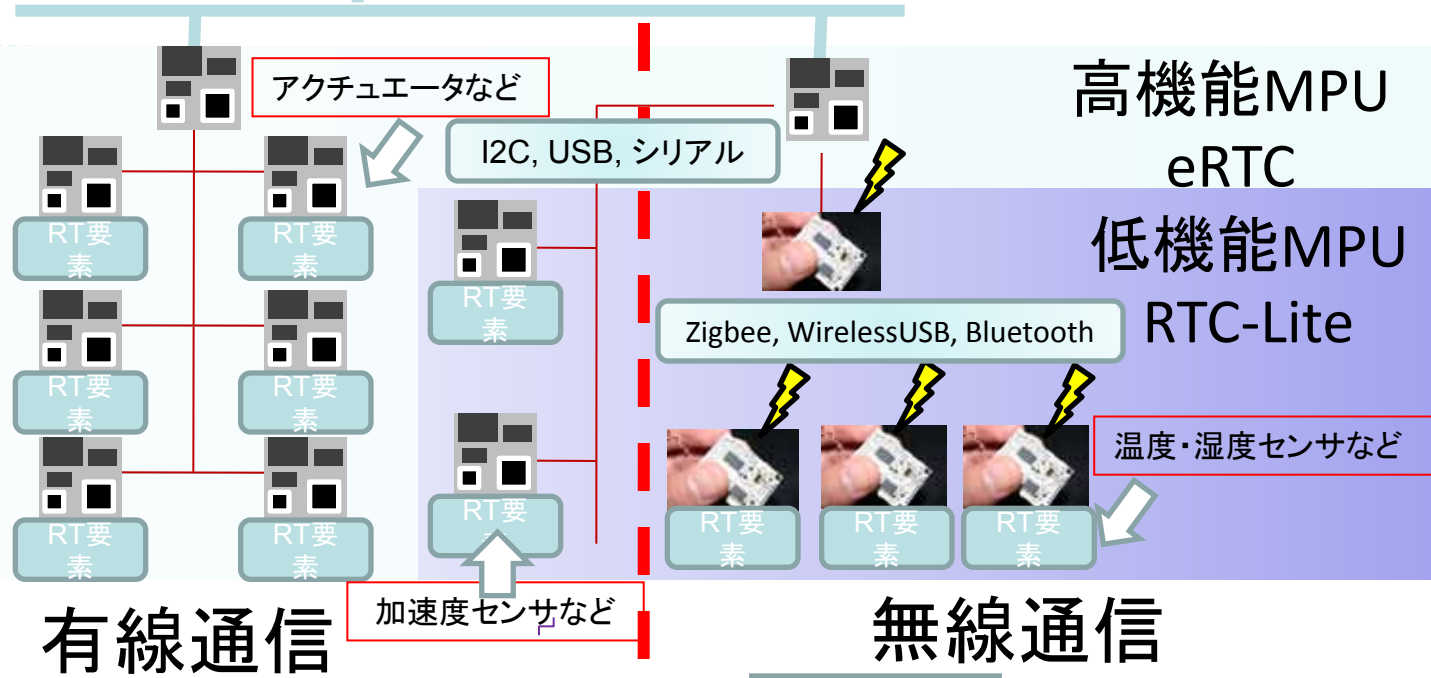 アクチュエータなど
高機能MPU
eRTC
I2C, USB, シリアル
低機能MPU
RTC-Lite
RT要
素
RT要
素
RT要
素
Zigbee, WirelessUSB, Bluetooth
RT要
素
RT要
素
温度・湿度センサなど
RT要
素
RT要
素
RT要
RT要
素
RT要
素
RT要
素
加速度センサなど
有線通信
無線通信